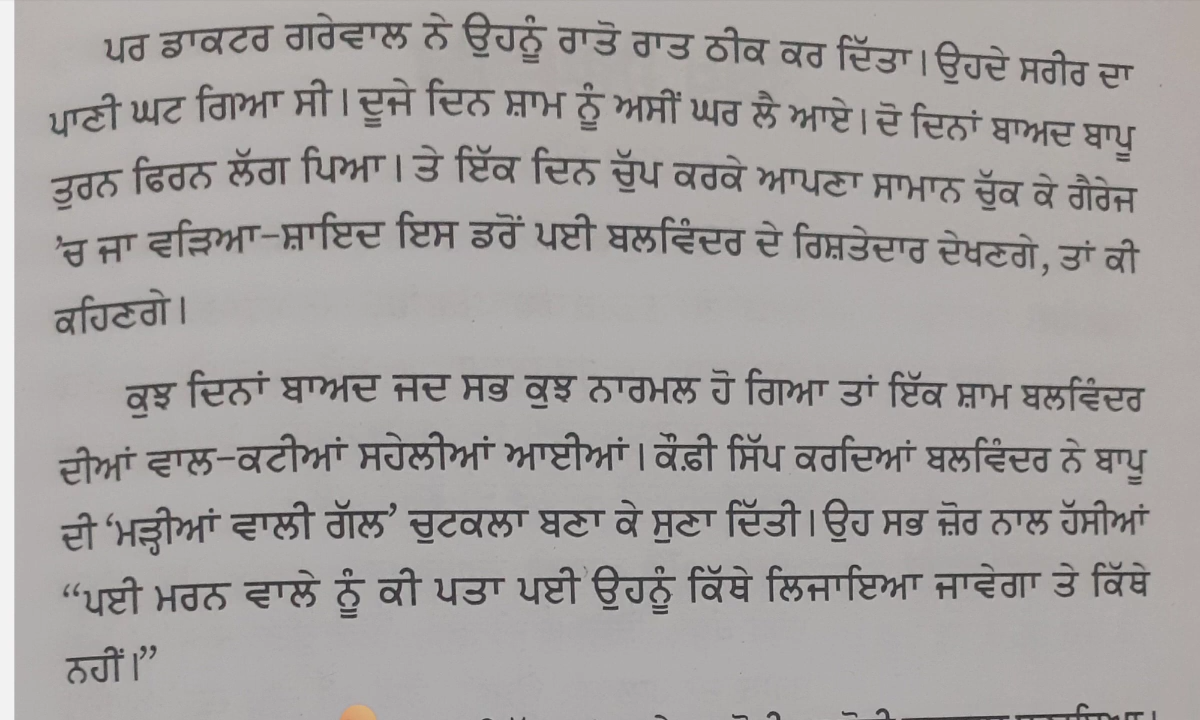 ਪਰ ਡਾਕਟਰ ਗਰੇਵਾਲ ਨੇ ਉਹਨੂੰ ਰਾਤੋ ਰਾਤ ਠੀਕ ਕਰ ਦਿੱਤਾ। ਉਹਦੇ ਸਰੀਰ ਦਾ
ਪਾਣੀ ਘਟ ਗਿਆ ਸੀ। ਦੂਜੇ ਦਿਨ ਸ਼ਾਮ ਨੂੰ ਅਸੀਂ ਘਰ ਲੈ ਆਏ। ਦੋ ਦਿਨਾਂ ਬਾਅਦ ਬਾਪੂ
ਤੁਰਨ ਫਿਰਨ ਲੱਗ ਪਿਆ। ਤੇ ਇੱਕ ਦਿਨ ਚੁੱਪ ਕਰਕੇ ਆਪਣਾ ਸਾਮਾਨ ਚੁੱਕ ਕੇ ਗੈਰੇਜ
'ਚ ਜਾ ਵੜਿਆ-ਸ਼ਾਇਦ ਇਸ ਡਰੋਂ ਪਈ ਬਲਵਿੰਦਰ ਦੇ ਰਿਸ਼ਤੇਦਾਰ ਦੇਖਣਗੇ, ਤਾਂ ਕੀ
ਕਹਿਣਗੇ।
ਕੁਝ ਦਿਨਾਂ ਬਾਅਦ ਜਦ ਸਭ ਕੁਝ ਨਾਰਮਲ ਹੋ ਗਿਆ ਤਾਂ ਇੱਕ ਸ਼ਾਮ ਬਲਵਿੰਦਰ
ਦੀਆਂ ਵਾਲ-ਕਟੀਆਂ ਸਹੇਲੀਆਂ ਆਈਆਂ। ਕੌਫ਼ੀ ਸਿੱਪ ਕਰਦਿਆਂ ਬਲਵਿੰਦਰ ਨੇ ਬਾਪੂ
ਦੀ ‘ਮੜ੍ਹੀਆਂ ਵਾਲੀ ਗੱਲ’ ਚੁਟਕਲਾ ਬਣਾ ਕੇ ਸੁਣਾ ਦਿੱਤੀ। ਉਹ ਸਭ ਜ਼ੋਰ ਨਾਲ ਹੱਸੀਆਂ
“ਪਈ ਮਰਨ ਵਾਲੇ ਨੂੰ ਕੀ ਪਤਾ ਪਈ ਉਹਨੂੰ ਕਿੱਥੇ ਲਿਜਾਇਆ ਜਾਵੇਗਾ ਤੇ ਕਿੱਥੇ
ਨਹੀਂ।”